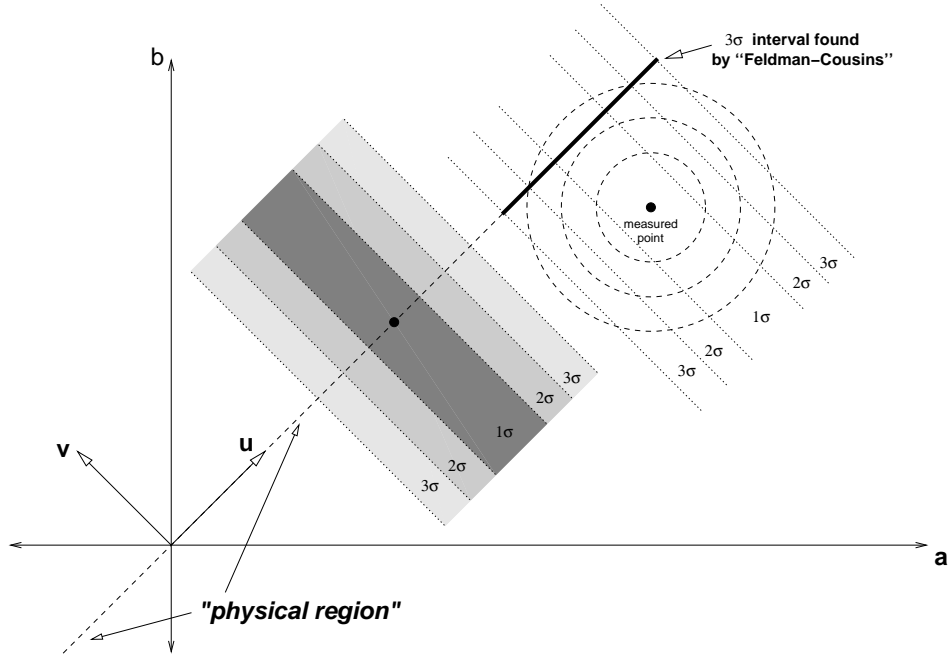 3σ interval found
by “Feldman−Cousins”
b
measured
point
3σ
2σ
1σ
2σ
3σ
3σ
2σ
1σ
2σ
3σ
v
u
a
"physical region"